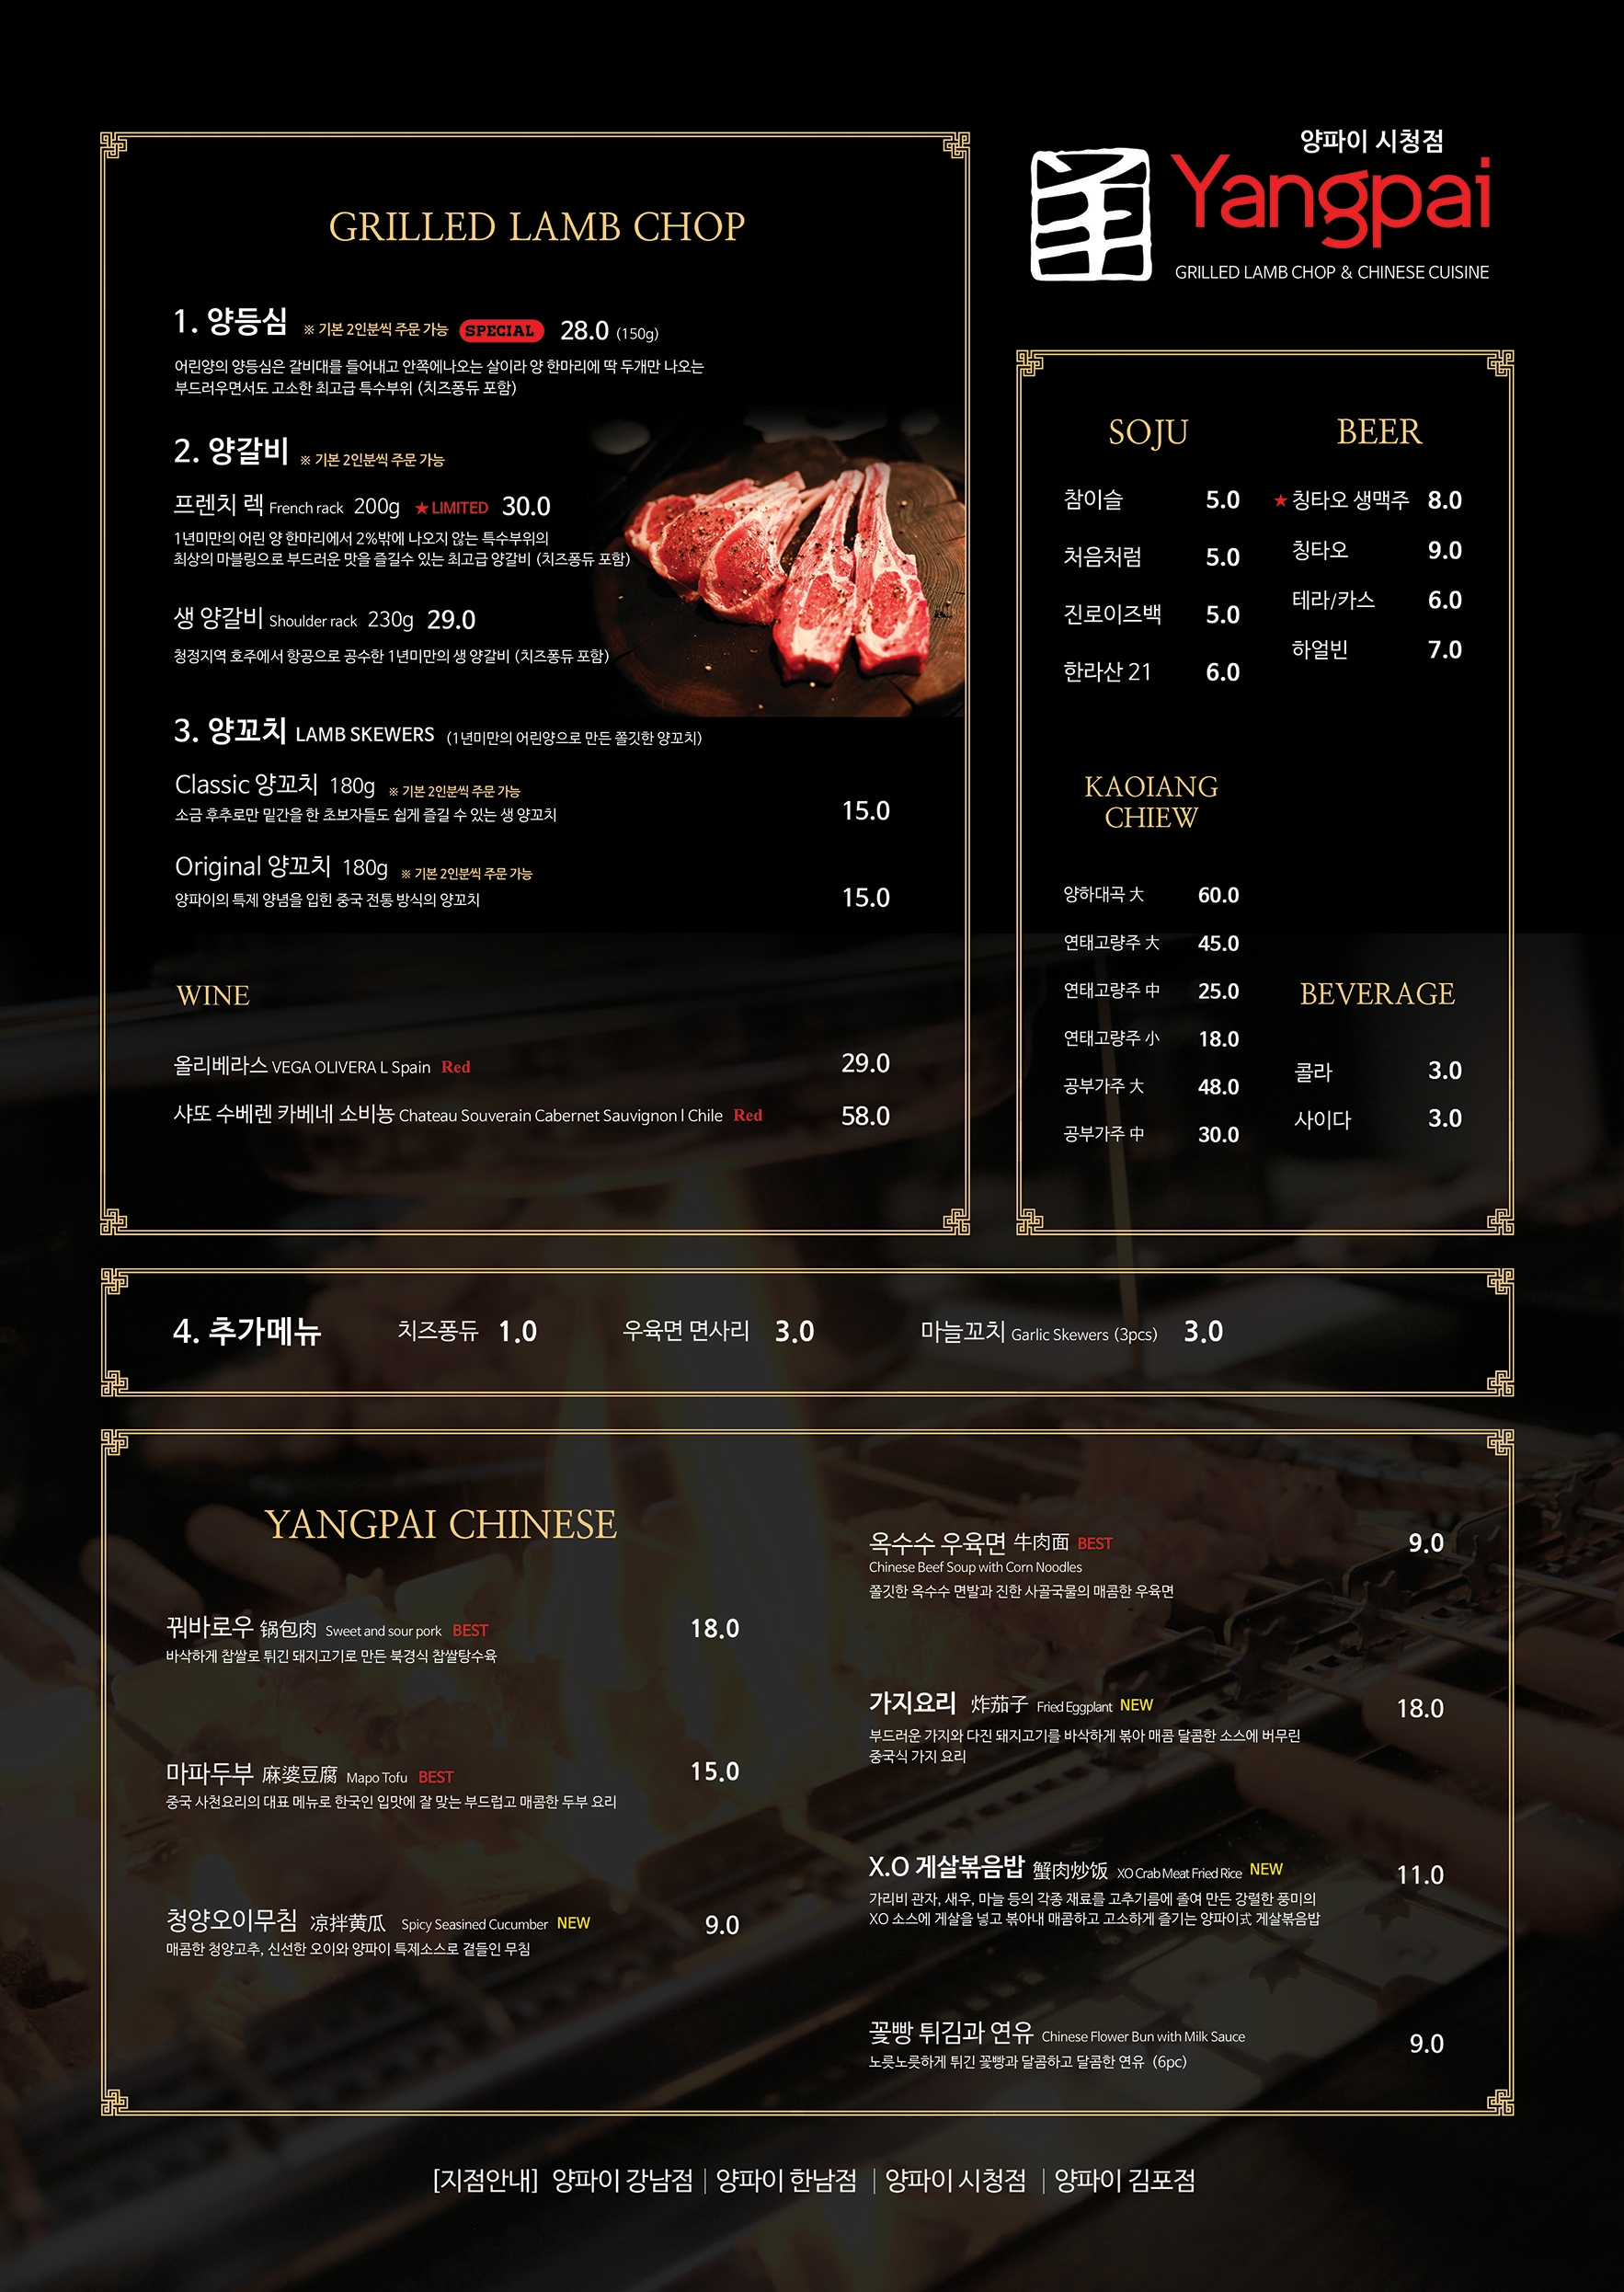 양파이 시청점
Yangpai
GRILLED LAMB CHOP & CHINESE CUISINE
GRILLED LAMB CHOP
1. 양등심 ※ 기본 2인분씩 주문 가능 SPECIAL 28.0 (150g)
어린양의 양등심은 갈비대를 들어내고 안쪽에나오는 살이라 양 한마리에 딱 두개만 나오는
부드러우면서도 고소한 최고급 특수부위 (치즈퐁듀 포함)
2. 양갈비 ※ 기본 2인분씩 주문 가능
프렌치 렉 French rack 200g ★LIMITED 30.0
1년미만의 어린 양 한마리에서 2%밖에 나오지 않는 특수부위의
최상의 마블링으로 부드러운 맛을 즐길수 있는 최고급 양갈비 (치즈퐁듀 포함)
생 양갈비 Shoulder rack 230g 29.0
청정지역 호주에서 항공으로 공수한 1년미만의 생 양갈비 (치즈퐁듀 포함)
3. 양꼬치 LAMB SKEWERS (1년미만의 어린양으로 만든 쫄깃한 양꼬치)
Classic 양꼬치 180g ※ 기본 2인분씩 주문 가능
소금 후추로만 밑간을 한 초보자들도 쉽게 즐길 수 있는 생 양꼬치 15.0
Original 양꼬치 180g ※ 기본 2인분씩 주문 가능
양파이의 특제 양념을 입힌 중국 전통 방식의 양꼬치 15.0
WINE
올리베라스 VEGA OLIVERA L Spain Red 29.0
샤또 수베렌 카베네 소비뇽 Chateau Souverain Cabernet Sauvignon l Chile Red 58.0
SOJU
참이슬 5.0
처음처럼 5.0
진로이즈백 5.0
한라산 21 6.0
BEER
★칭타오 생맥주 8.0
칭타오 9.0
테라/카스 6.0
하얼빈 7.0
KAOIANG
CHIEW
양하대곡 大 60.0
연태고량주 大 45.0
연태고량주 中 25.0
연태고량주 小 18.0
공부가주 大 48.0
공부가주 中 30.0
BEVERAGE
콜라 3.0
사이다 3.0
4. 추가메뉴 치즈퐁듀 1.0 우육면 면사리 3.0 마늘꼬치 Garlic Skewers (3pcs) 3.0
YANGPAI CHINESE
꿔바로우 锅包肉 Sweet and sour pork BEST 18.0
바삭하게 찹쌀로 튀긴 돼지고기로 만든 북경식 찹쌀탕수육
마파두부 麻婆豆腐 Mapo Tofu BEST 15.0
중국 사천요리의 대표 메뉴로 한국인 입맛에 잘 맞는 부드럽고 매콤한 두부 요리
청양오이무침 凉拌黄瓜 Spicy Seasined Cucumber NEW 9.0
매콤한 청양고추, 신선한 오이와 양파이 특제소스로 곁들인 무침
옥수수 우육면 牛肉面 BEST 9.0
Chinese Beef Soup with Corn Noodles
쫄깃한 옥수수 면발과 진한 사골국물의 매콤한 우육면
가지요리 炸茄子 Fried Eggplant NEW 18.0
부드러운 가지와 다진 돼지고기를 바삭하게 볶아 매콤 달콤한 소스에 버무린
중국식 가지 요리
X.O 게살볶음밥 蟹肉炒饭 XO Crab Meat Fried Rice NEW 11.0
가리비 관자, 새우, 마늘 등의 각종 재료를 고추기름에 졸여 만든 강렬한 풍미의
XO 소스에 게살을 넣고 볶아내 매콤하고 고소하게 즐기는 양파이式 게살볶음밥
꽃빵 튀김과 연유 Chinese Flower Bun with Milk Sauce 9.0
노릇노릇하게 튀긴 꽃빵과 달콤하고 달콤한 연유 (6pc)
[지점안내] 양파이 강남점 | 양파이 한남점 | 양파이 시청점 | 양파이 김포점